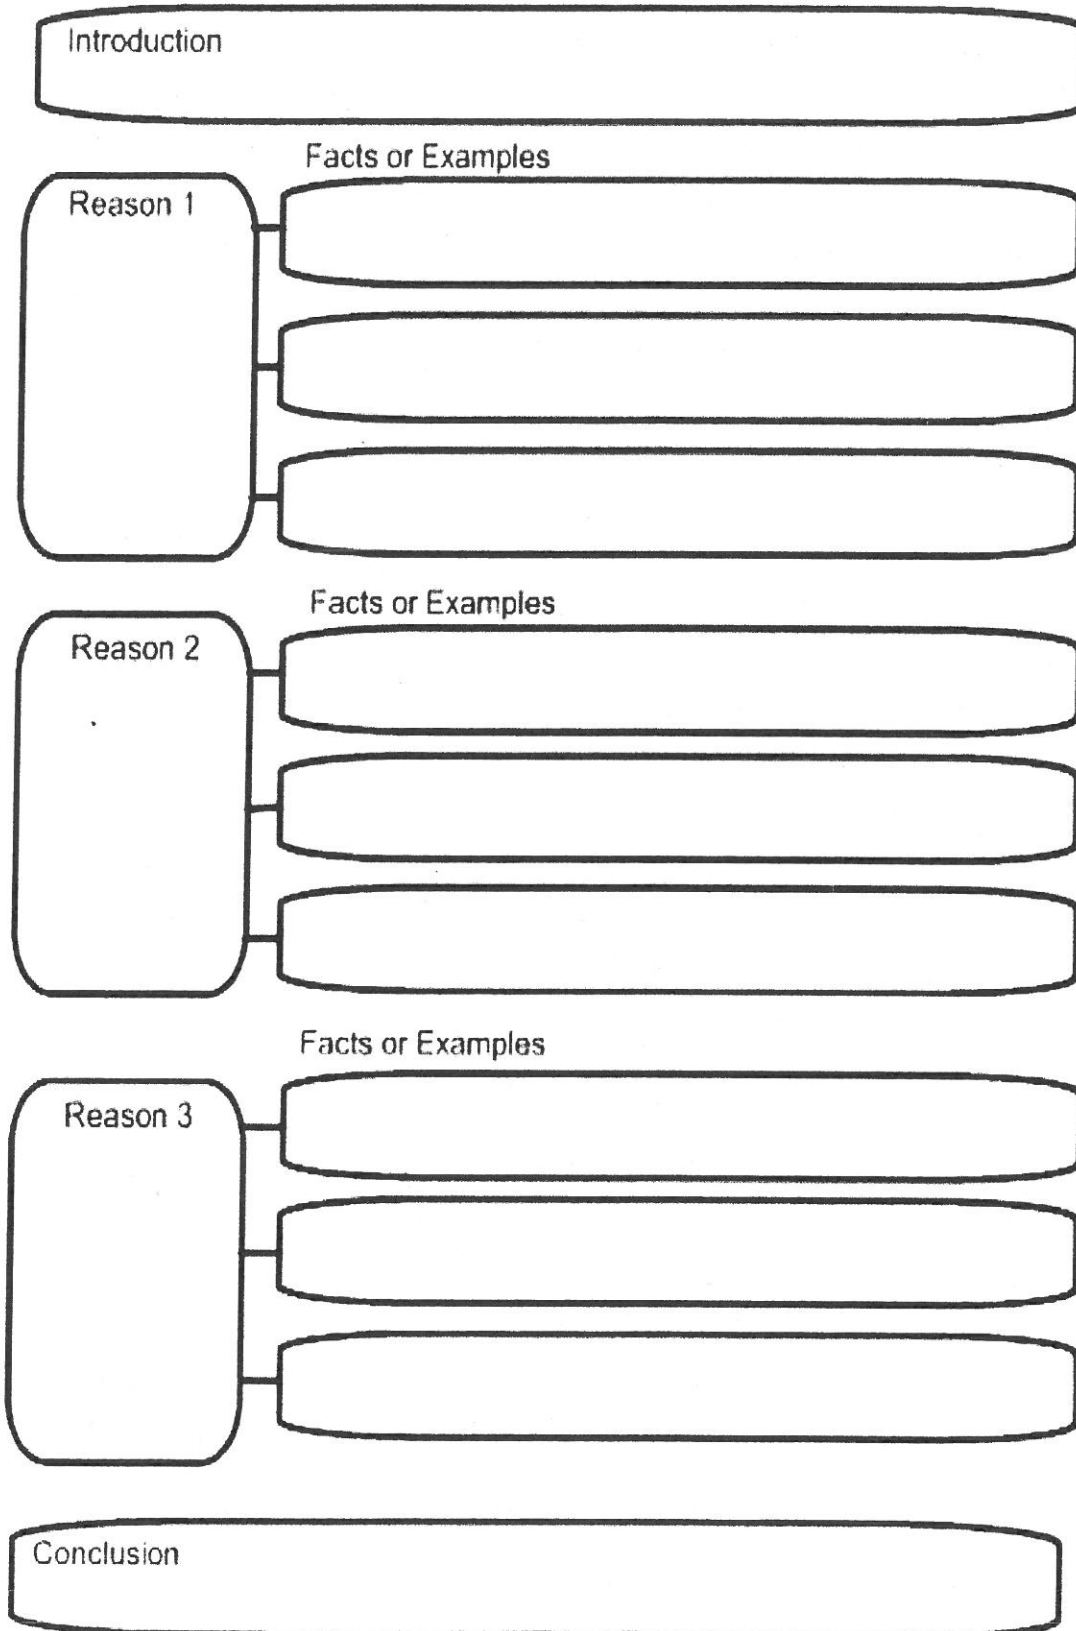 Introduction
Facts or Examples
Reason 1
Facts or Examples
Reason 2
Facts or Examples
Reason 3
Conclusion